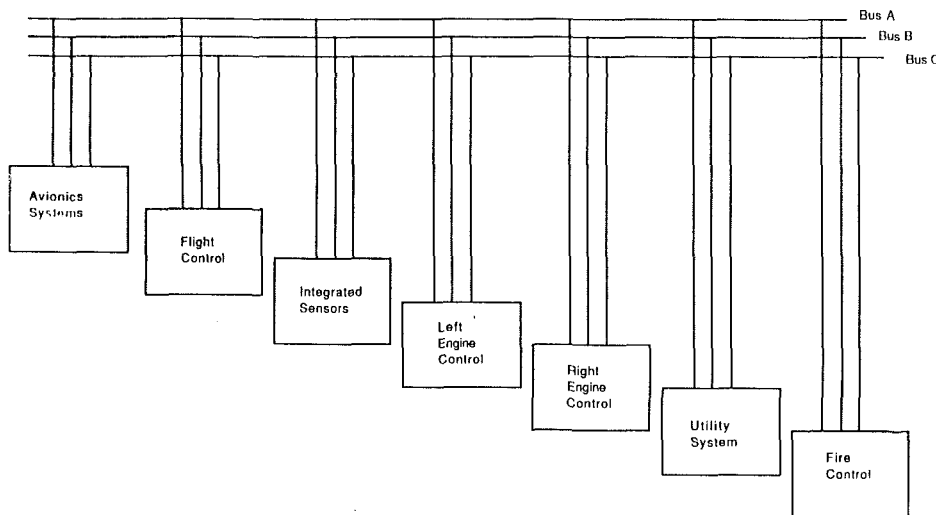 Bus A
Bus B
Bus C
Avionics
Systems
Flight
Control
Integrated
Sensors
Left
Engine
Control
Right
Engine
Control
Utility
System
Fire
Control